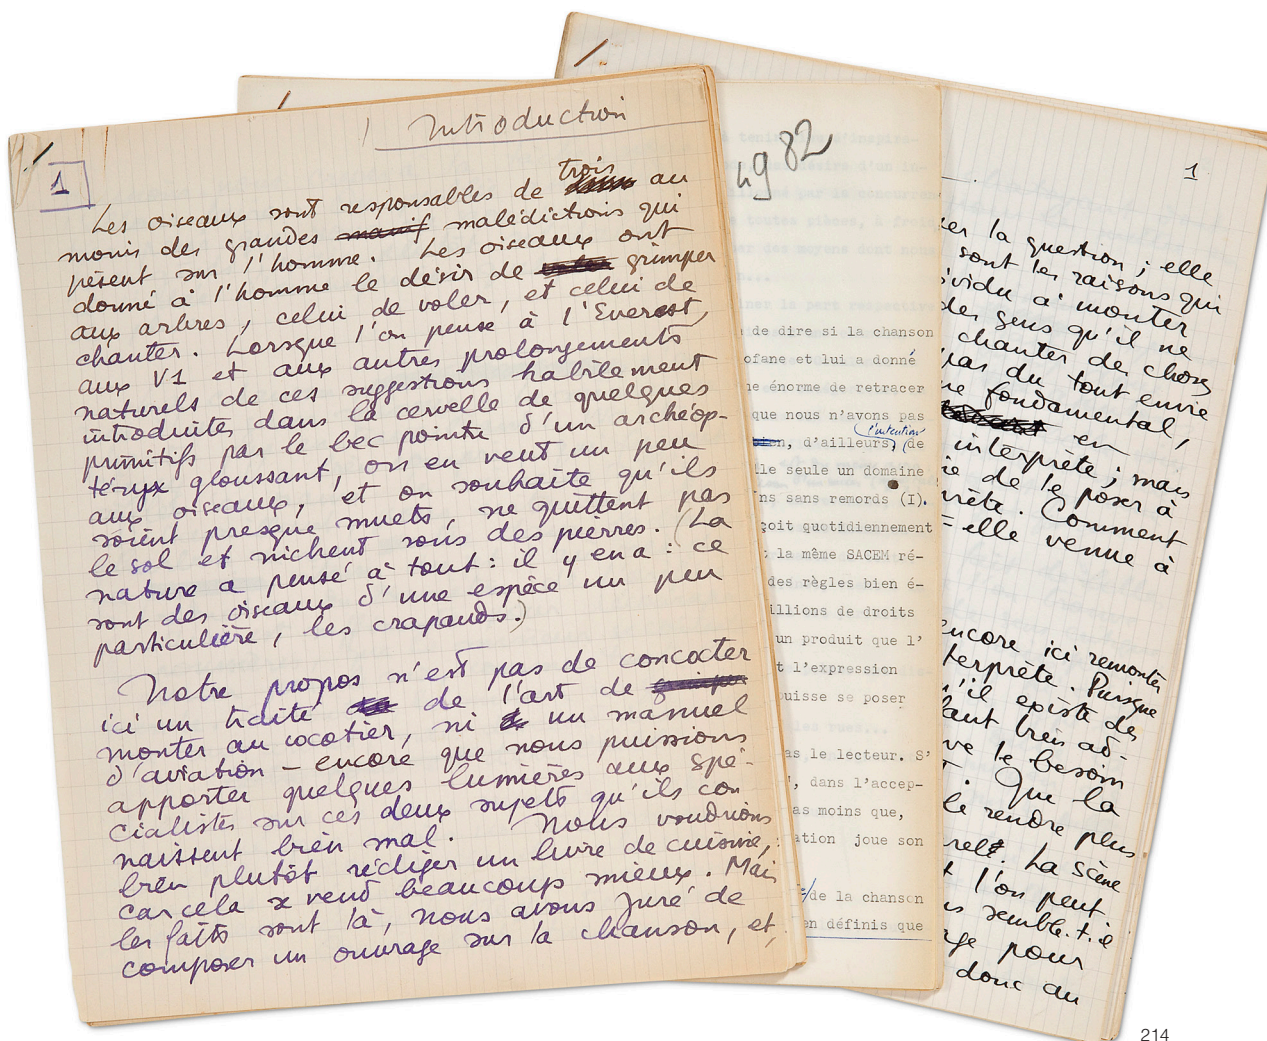 Introduction
1
Les oiseaux sont responsables de trois au
moins des grandes malédictions qui
pèsent sur l'homme. Les oiseaux ont
donné à l'homme le désir de grimper
aux arbres, celui de voler, et celui de
chanter. Lorsque l'on pense à l'Everest,
aux V1 et aux autres prolongements
naturels de ces suggestions habilement
introduites dans la cervelle de quelques
primitifs par le bec pointu d'un archéop-
téryx gloussant, on en veut un peu
aux oiseaux, et on souhaite qu'ils
soient presque muets, ne quittent pas
le sol et nichent sous des pierres. (La
nature a pensé à tout : il y en a : ce
sont des oiseaux d'une espèce un peu
particulière, les crapauds.)
Notre propos n'est pas de concocter
ici un traité de l'art de
monter au cocotier, ni un manuel
d'aviation - encore que nous puissions
apporter quelques lumières aux spé-
cialistes sur ces deux sujets qu'ils con
naissent bien mal. Nous voudrions
bien plutôt rédiger un livre de cuisine,
car cela se vend beaucoup mieux. Mais
les faits sont là, nous avons juré de
composer un ouvrage sur la chanson, et,
4982
de dire si la chanson
ofane et lui a donné
e énorme de retracer
que nous n'avons pas
l'intention
, d'ailleurs, (de
lle seule un domaine
ns sans remords (I).
çoit quotidiennement
la même SACEM ré-
des règles bien é-
illions de droits
un produit que l'
t l'expression
uisse se poser
as le lecteur. S'
, dans l'accep-
as moins que,
ation joue son
de la chanson
en définis que
1
er la question ; elle
sont les raisons qui
ividu à monter
des gens qu'il ne
chanter des choses
pas du tout envie
e fondamental,
en
interprète ; mais
ie de le poser à
rète. Comment
-elle venue à
encore ici remonter
terprète. Puisque
'il existe des
faut bien ad-
ve le besoin
. Que la
le rendre plus
rel. La scène
t l'on peut
s semble-t-il
ge pour
donc au
214